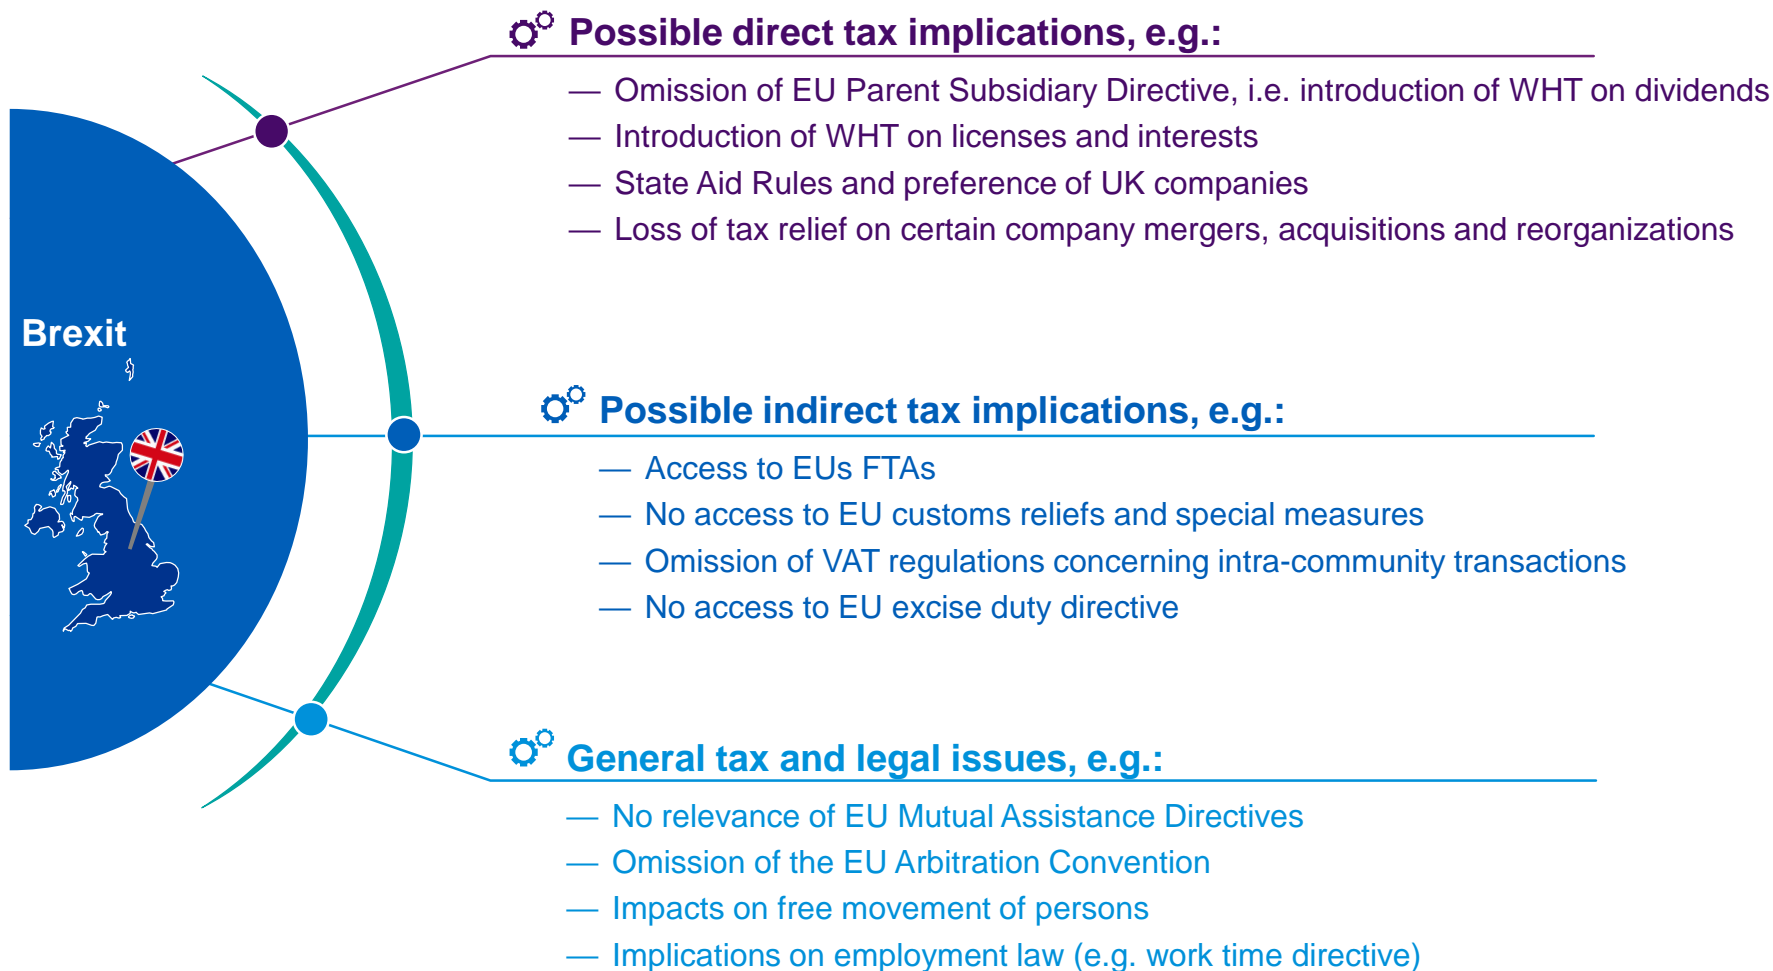 Possible direct tax implications, e.g.:
— Omission of EU Parent Subsidiary Directive, i.e. introduction of WHT on dividends
— Introduction of WHT on licenses and interests
— State Aid Rules and preference of UK companies
— Loss of tax relief on certain company mergers, acquisitions and reorganizations
Brexit
Possible indirect tax implications, e.g.:
— Access to EUs FTAs
— No access to EU customs reliefs and special measures
— Omission of VAT regulations concerning intra-community transactions
— No access to EU excise duty directive
General tax and legal issues, e.g.:
— No relevance of EU Mutual Assistance Directives
— Omission of the EU Arbitration Convention
— Impacts on free movement of persons
— Implications on employment law (e.g. work time directive)